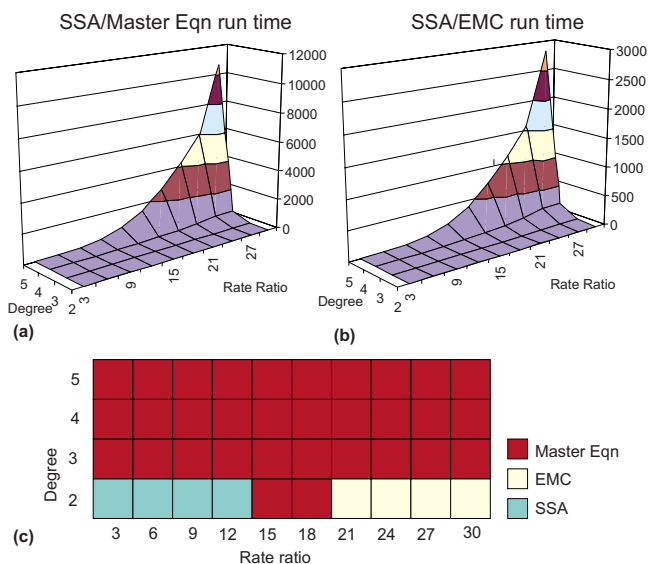 SSA/Master Eqn run time
12000
10000
8000
6000
4000
2000
0
5
4
3
2
Degree
3
9
15
21
27
Rate Ratio
(a)
SSA/EMC run time
3000
2500
2000
1500
1000
500
0
5
4
3
2
Degree
3
9
15
21
27
Rate Ratio
(b)
5
4
3
2
Degree
3 6 9 12 15 18 21 24 27 30
Rate ratio
(c)
Master Eqn
EMC
SSA